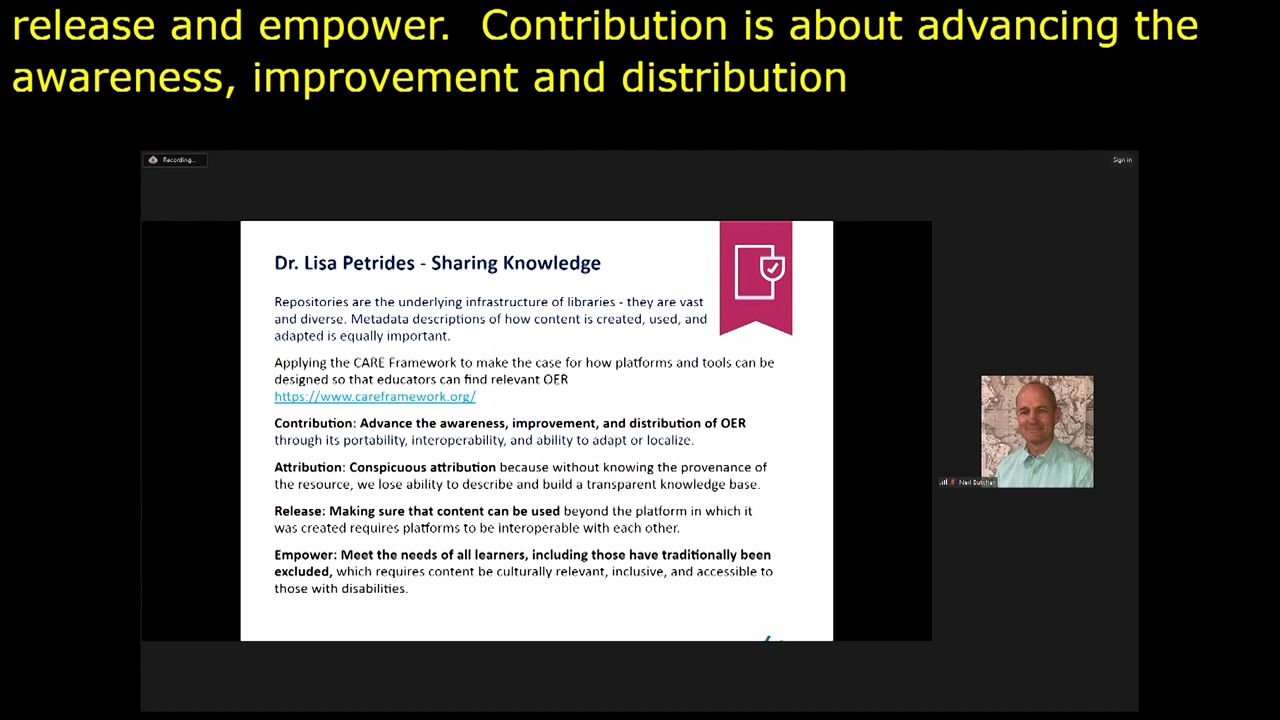 release and empower.  Contribution is about advancing the
awareness, improvement and distribution
Recording...
Sign in
Dr. Lisa Petrides - Sharing Knowledge
Repositories are the underlying infrastructure of libraries - they are vast
and diverse. Metadata descriptions of how content is created, used, and
adapted is equally important.
Applying the CARE Framework to make the case for how platforms and tools can be
designed so that educators can find relevant OER
https://www.careframework.org/
Contribution: Advance the awareness, improvement, and distribution of OER
through its portability, interoperability, and ability to adapt or localize.
Attribution: Conspicuous attribution because without knowing the provenance of
the resource, we lose ability to describe and build a transparent knowledge base.
Release: Making sure that content can be used beyond the platform in which it
was created requires platforms to be interoperable with each other.
Empower: Meet the needs of all learners, including those have traditionally been
excluded, which requires content be culturally relevant, inclusive, and accessible to
those with disabilities.
Neil Butcher